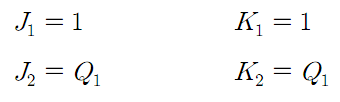 J₁ = 1 K₁ = 1
J₂ = Q₁ K₂ = Q₁